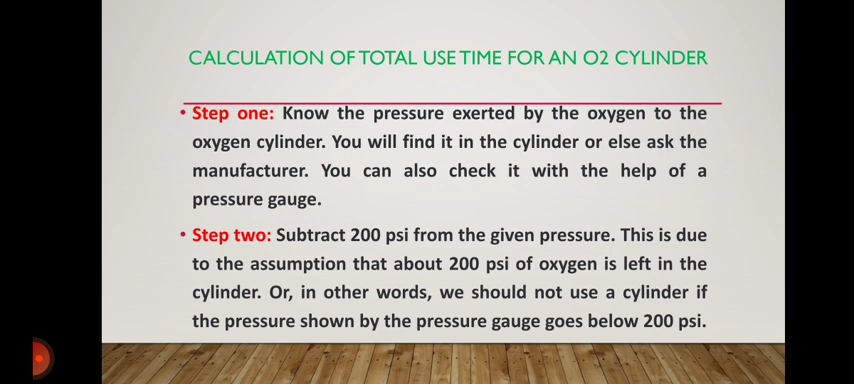 CALCULATION OF TOTAL USE TIME FOR AN O2 CYLINDER
• Step one: Know the pressure exerted by the oxygen to the
oxygen cylinder. You will find it in the cylinder or else ask the
manufacturer. You can also check it with the help of a
pressure gauge.
• Step two: Subtract 200 psi from the given pressure. This is due
to the assumption that about 200 psi of oxygen is left in the
cylinder. Or, in other words, we should not use a cylinder if
the pressure shown by the pressure gauge goes below 200 psi.